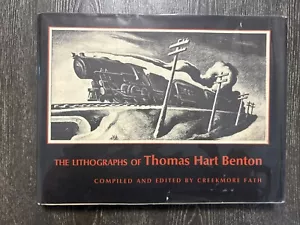 THE LITHOGRAPHS OF Thomas Hart Benton
COMPILED AND EDITED BY CREEKMORE FATH